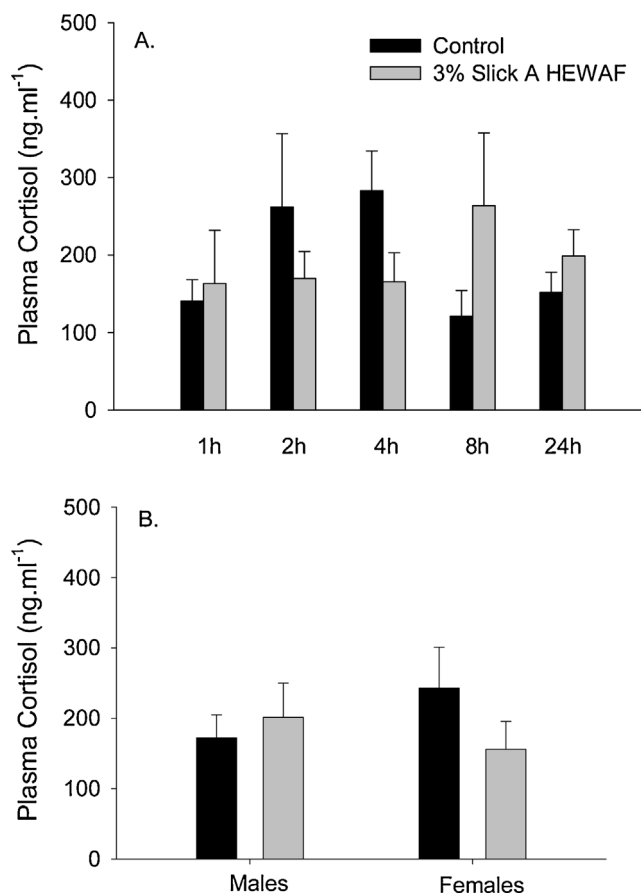 500
A.
Control
3% Slick A HEWAF
400
300
200
100
0
Plasma Cortisol (ng.ml⁻¹)
1h 2h 4h 8h 24h
500
B.
400
300
200
100
0
Plasma Cortisol (ng.ml⁻¹)
Males Females